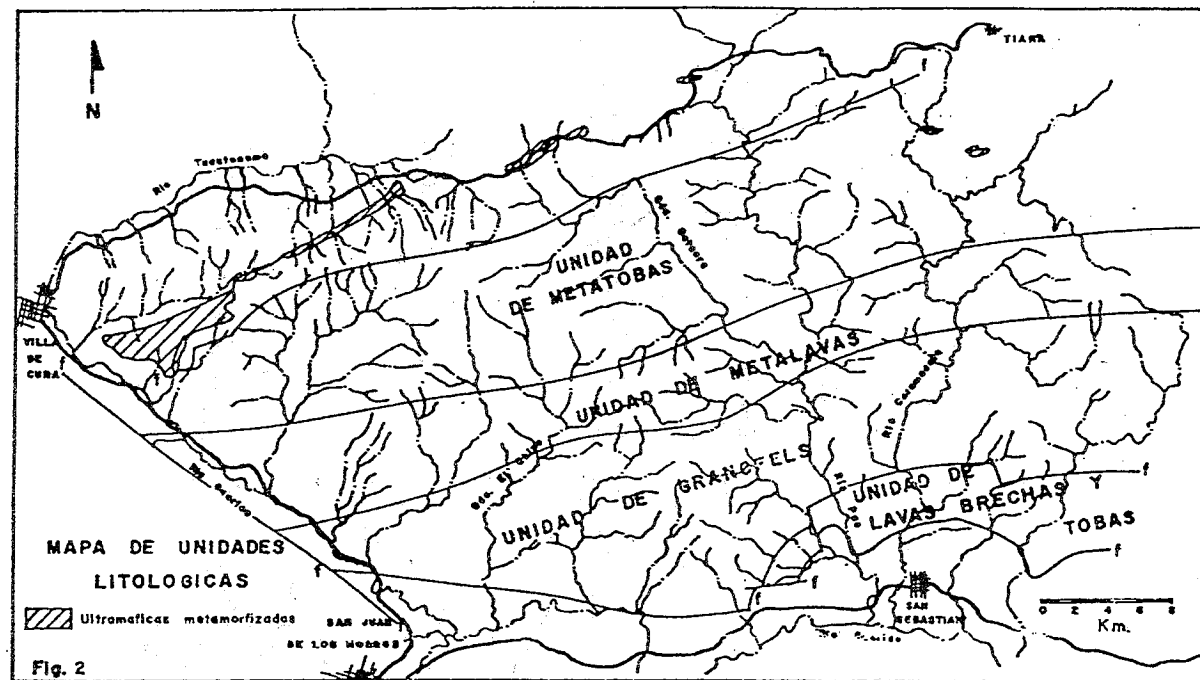 N
TIARA
f
Rio Tucutunemo
UNIDAD
DE METATOBAS
VILLA
DE
CURA
f
f
UNIDAD DE METALAVAS
UNIDAD DE GRANOFELS
Rio
UNIDAD DE
LAVAS BRECHAS Y
TOBAS
f
f
f
f
f
MAPA DE UNIDADES
LITOLOGICAS
Ultramaficas metamorfizadas
SAN JUAN
DE LOS MORROS
SAN
SEBASTIAN
0 2 4 6 8
Km.
Fig. 2